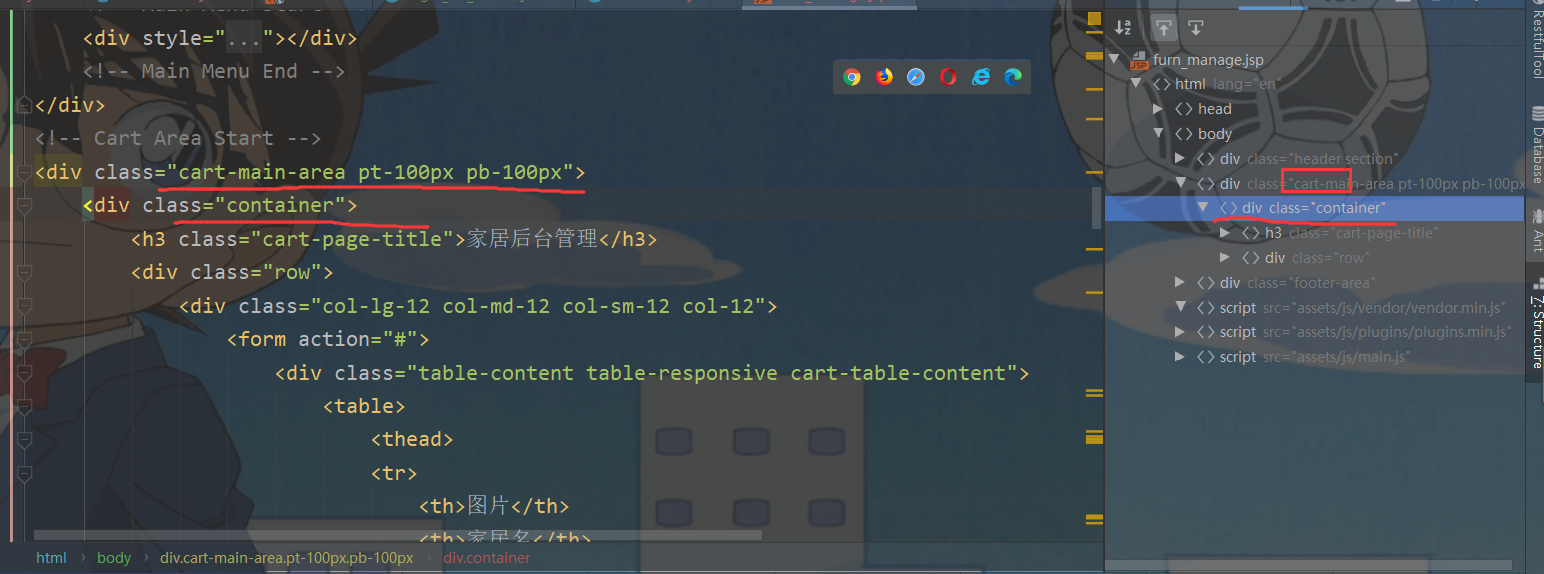 <div style="..."></div>
<!-- Main Menu End -->
</div>
<!-- Cart Area Start -->
<div class="cart-main-area pt-100px pb-100px">
<div class="container">
<h3 class="cart-page-title">家居后台管理</h3>
<div class="row">
<div class="col-lg-12 col-md-12 col-sm-12 col-12">
<form action="#">
<div class="table-content table-responsive cart-table-content">
<table>
<thead>
<tr>
<th>图片</th>
<th>家居名</th>
html › body › div.cart-main-area.pt-100px.pb-100px › div.container
furn_manage.jsp
html lang="en"
head
body
div class="header section"
div class="cart-main-area pt-100px pb-100px
div class="container"
h3 class="cart-page-title"
div class="row"
div class="footer-area"
script src="assets/js/vendor/vendor.min.js"
script src="assets/js/plugins/plugins.min.js"
script src="assets/js/main.js"
RestfulTool
Database
Ant
7: Structure